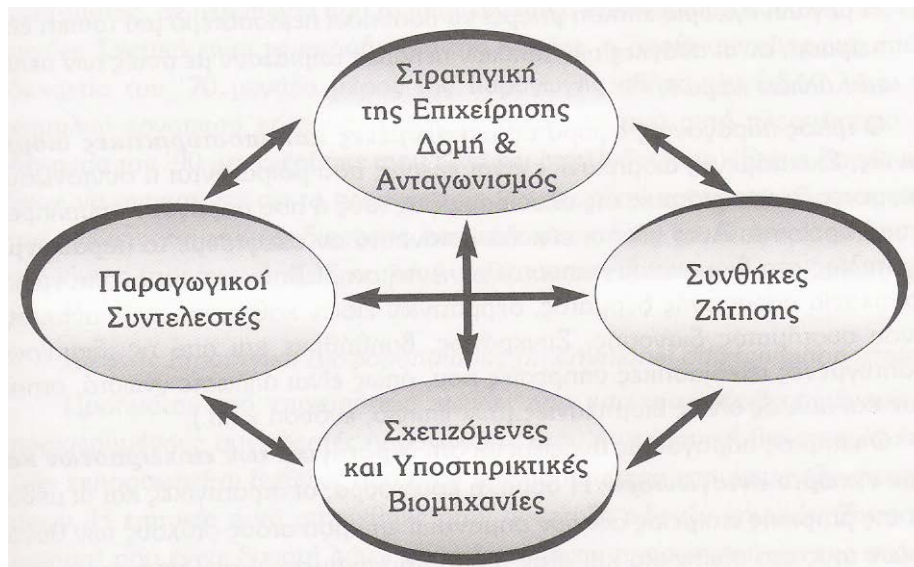 Στρατηγική
της Επιχείρησης
Δομή &
Ανταγωνισμός
Παραγωγικοί
Συντελεστές
Συνθήκες
Ζήτησης
Σχετιζόμενες
και Υποστηρικτικές
Βιομηχανίες